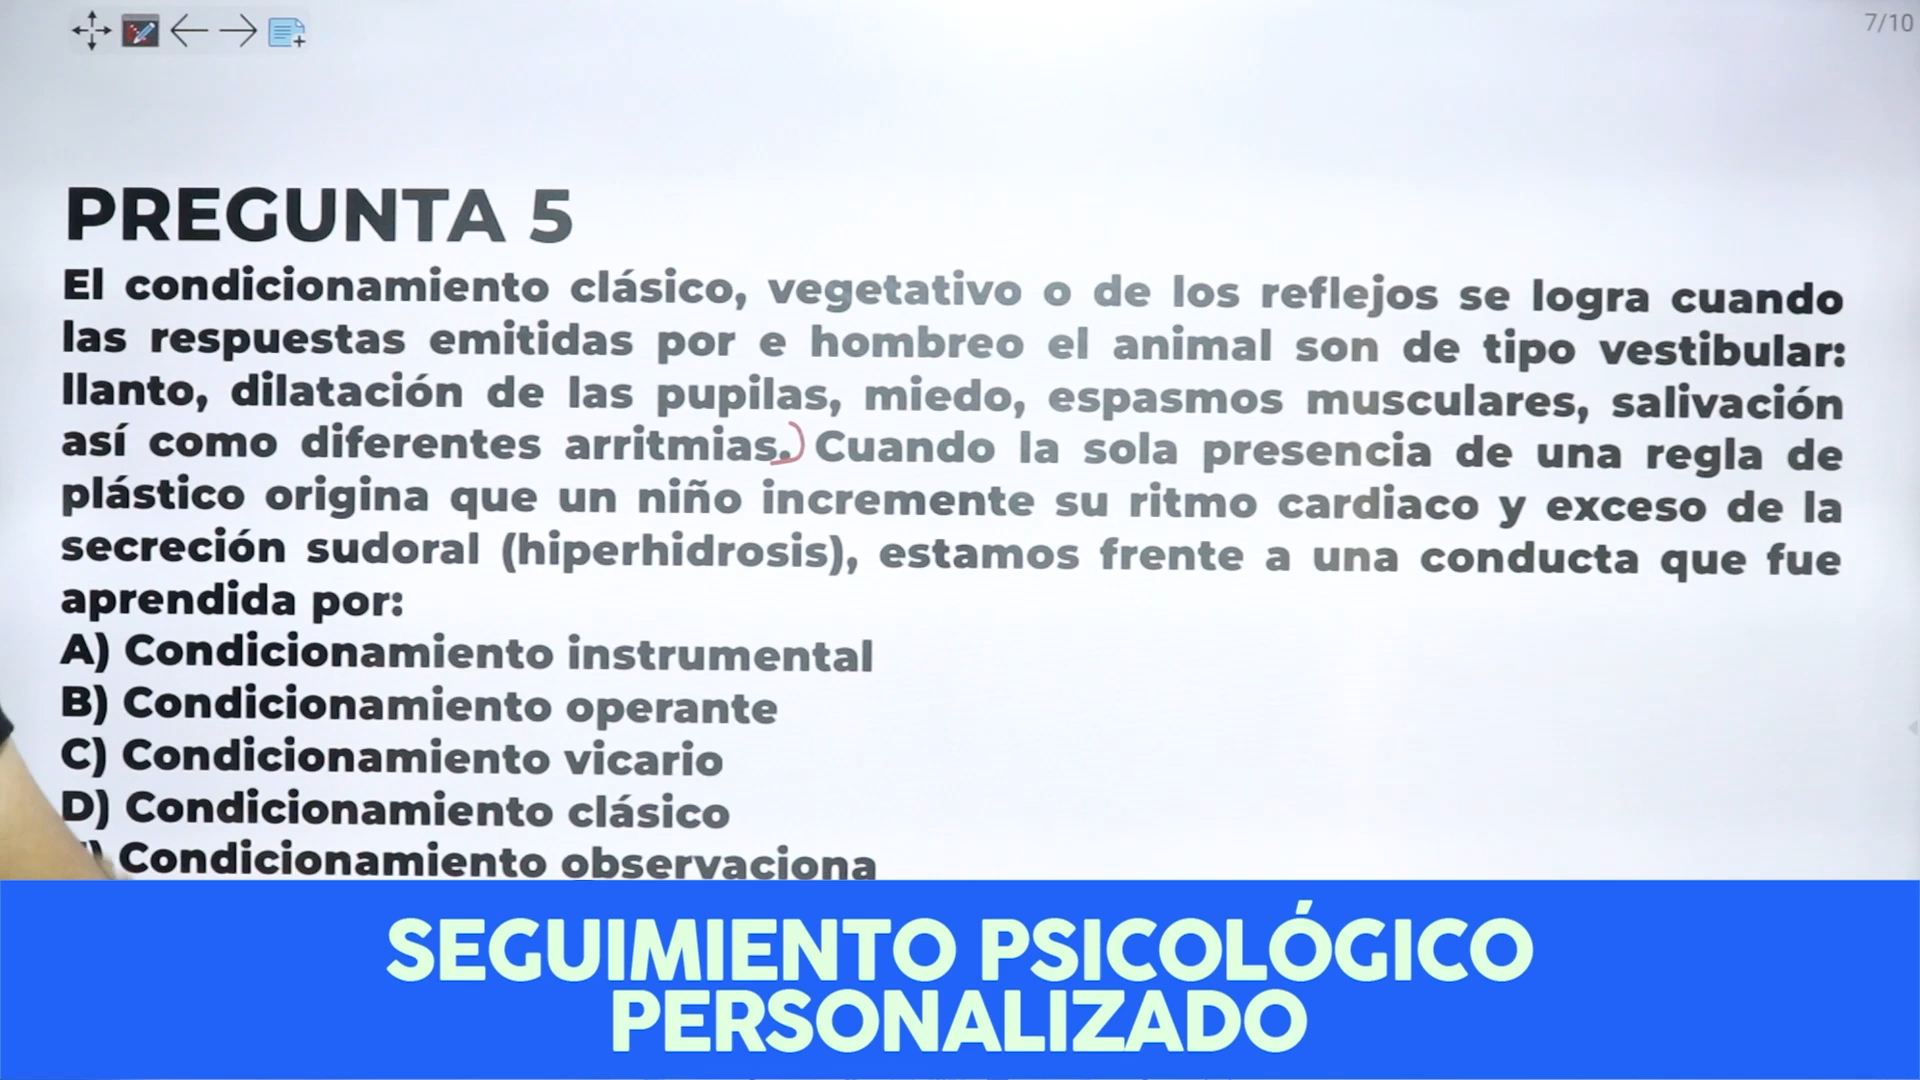 7/10
PREGUNTA 5
El condicionamiento clásico, vegetativo o de los reflejos se logra cuando
las respuestas emitidas por e hombreo el animal son de tipo vestibular:
llanto, dilatación de las pupilas, miedo, espasmos musculares, salivación
así como diferentes arritmias. Cuando la sola presencia de una regla de
plástico origina que un niño incremente su ritmo cardiaco y exceso de la
secreción sudoral (hiperhidrosis), estamos frente a una conducta que fue
aprendida por:
A) Condicionamiento instrumental
B) Condicionamiento operante
C) Condicionamiento vicario
D) Condicionamiento clásico
) Condicionamiento observaciona
SEGUIMIENTO PSICOLÓGICO
PERSONALIZADO